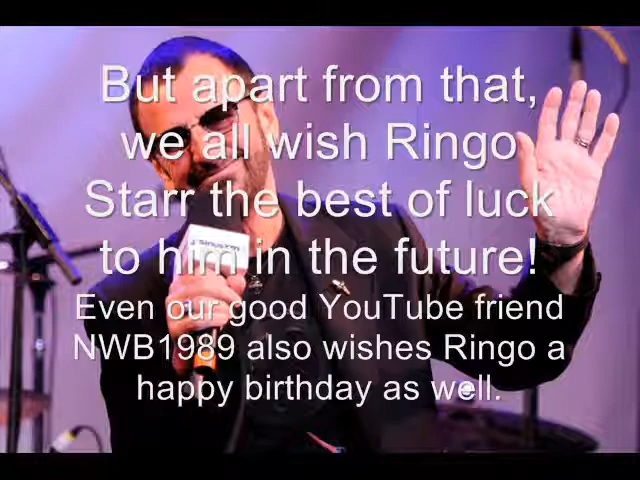 But apart from that,
we all wish Ringo
Starr the best of luck
to him in the future!
Even our good YouTube friend
NWB1989 also wishes Ringo a
happy birthday as well.